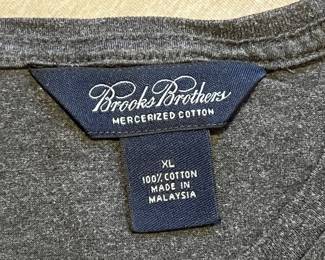 Brooks Brothers
MERCERIZED COTTON
XL
100% COTTON
MADE IN
MALAYSIA